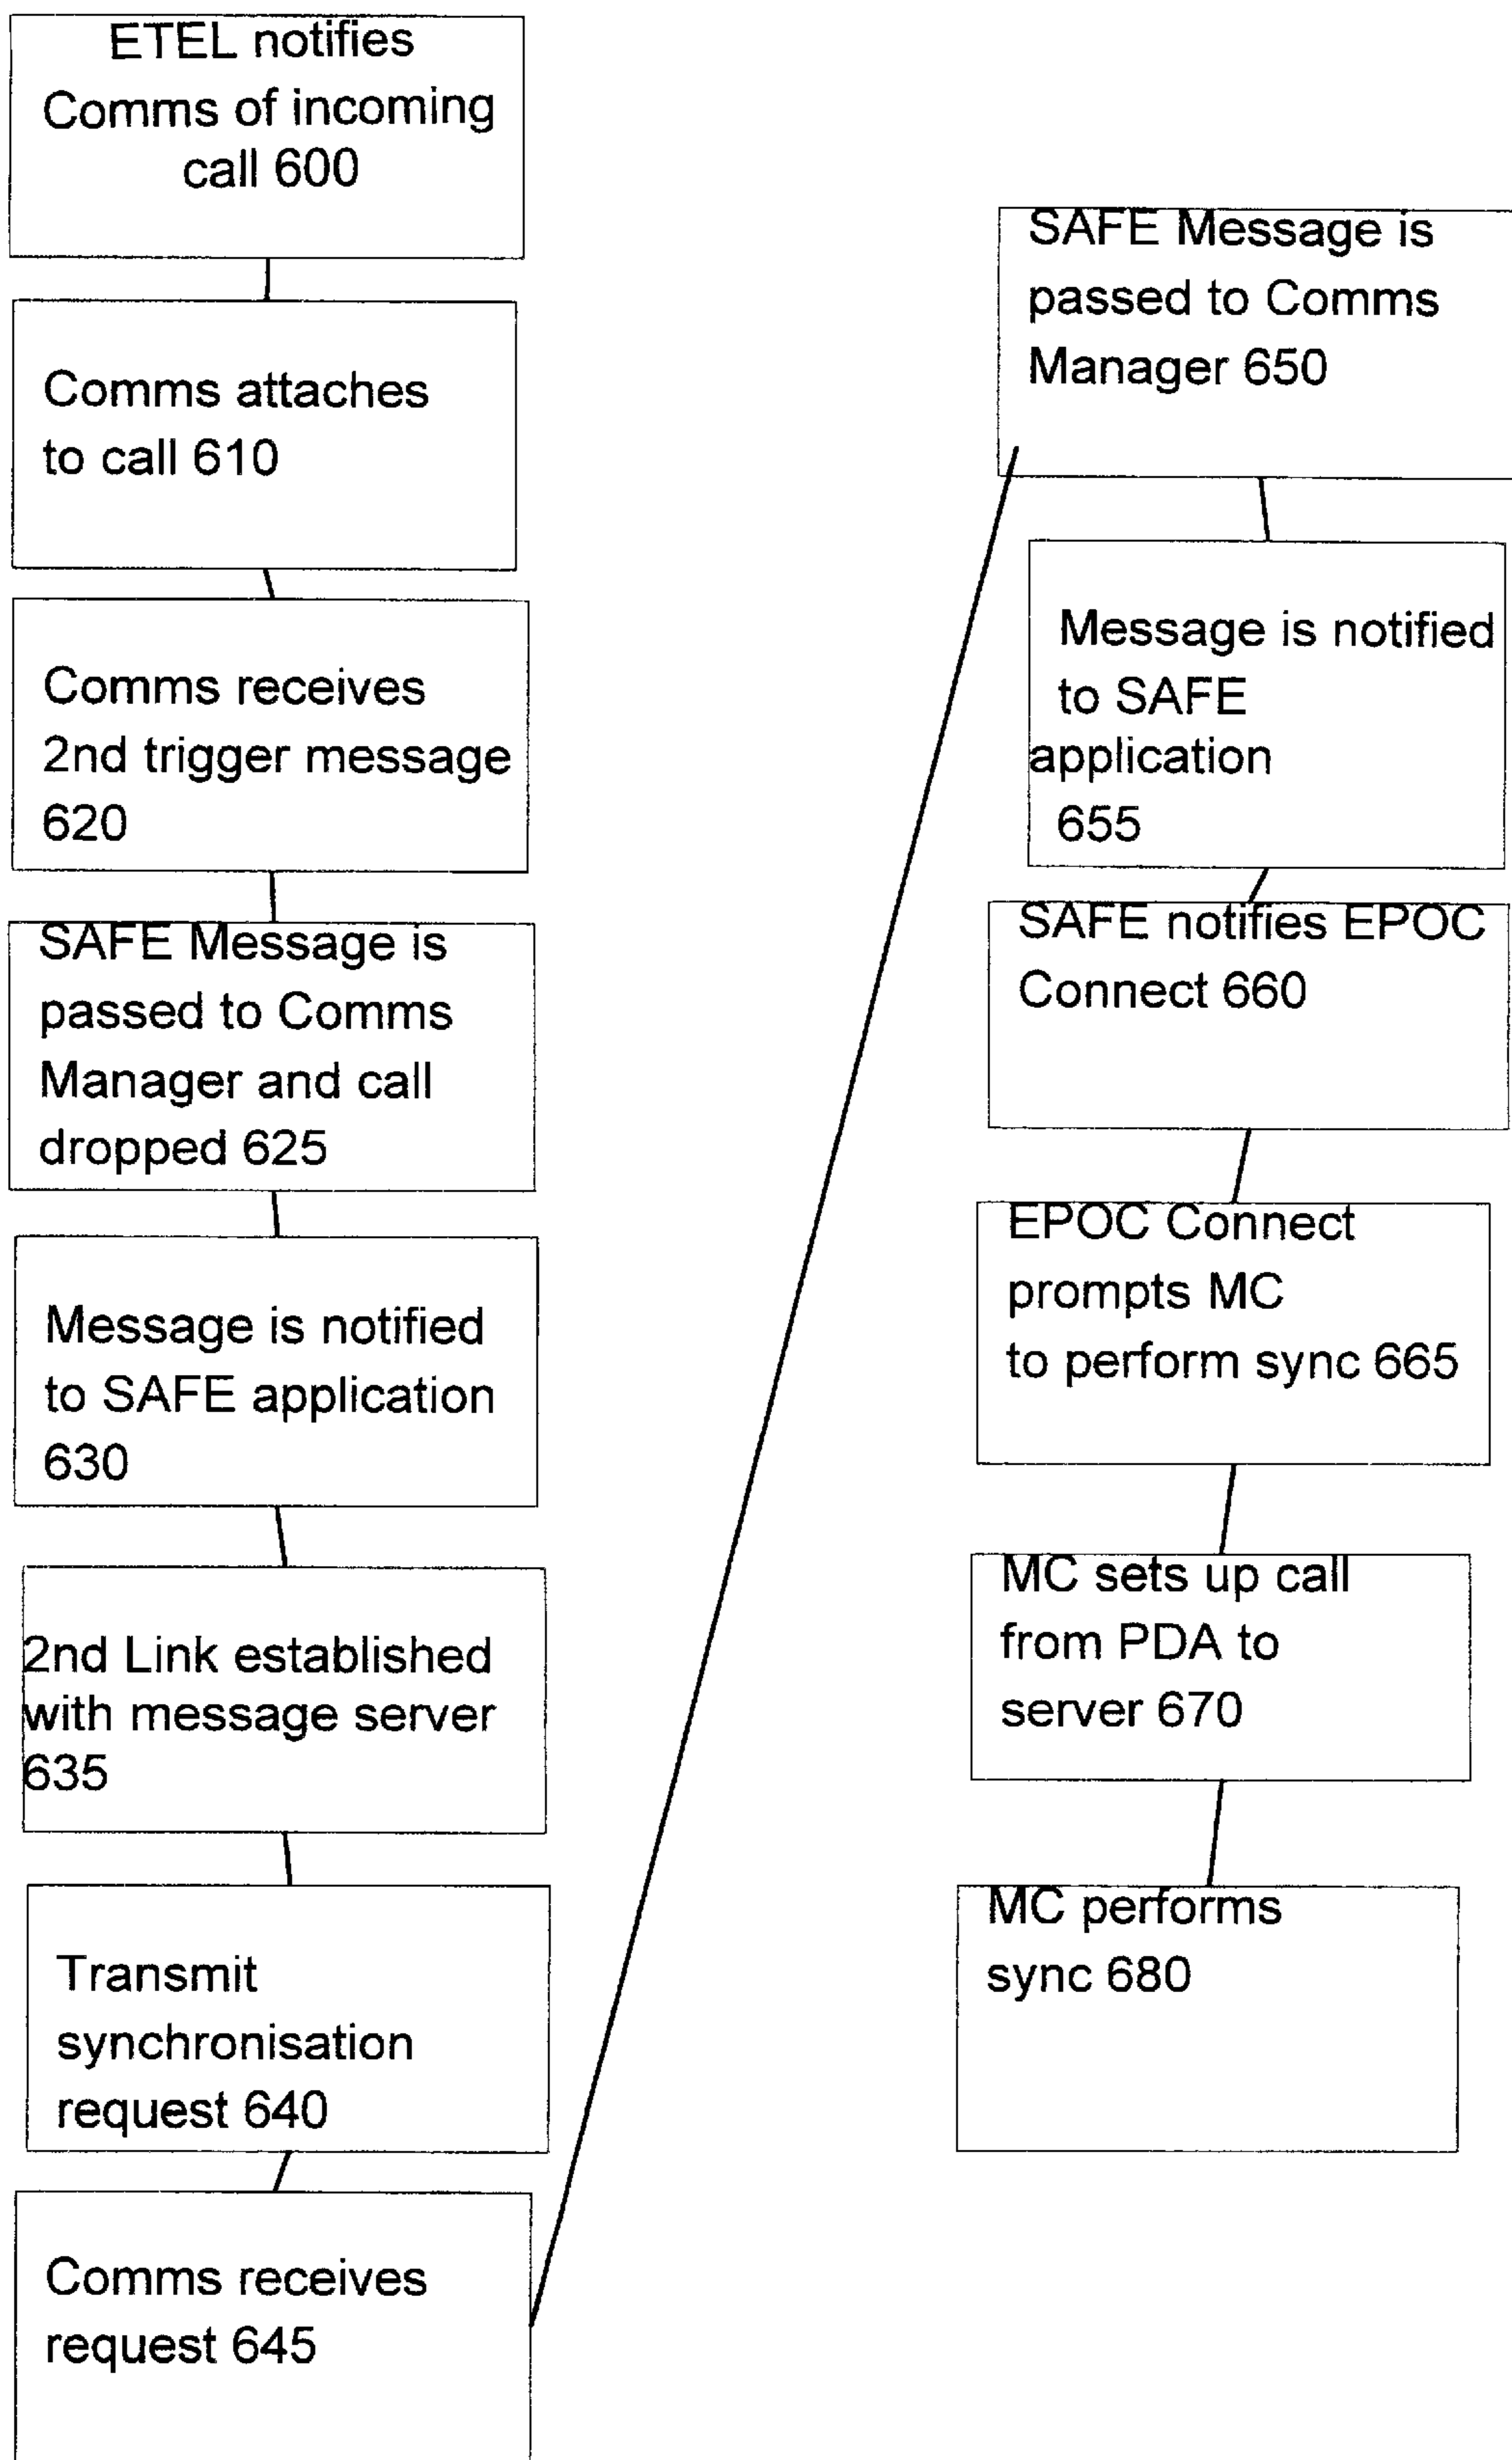 ETEL notifies
Comms of incoming
call 600
Comms attaches
to call 610
Comms receives
2nd trigger message
620
SAFE Message is
passed to Comms
Manager and call
dropped 625
Message is notified
to SAFE application
630
2nd Link established
with message server
635
Transmit
synchronisation
request 640
Comms receives
request 645
SAFE Message is
passed to Comms
Manager 650
Message is notified
to SAFE
application
655
SAFE notifies EPOC
Connect 660
EPOC Connect
prompts MC
to perform sync 665
MC sets up call
from PDA to
server 670
MC performs
sync 680